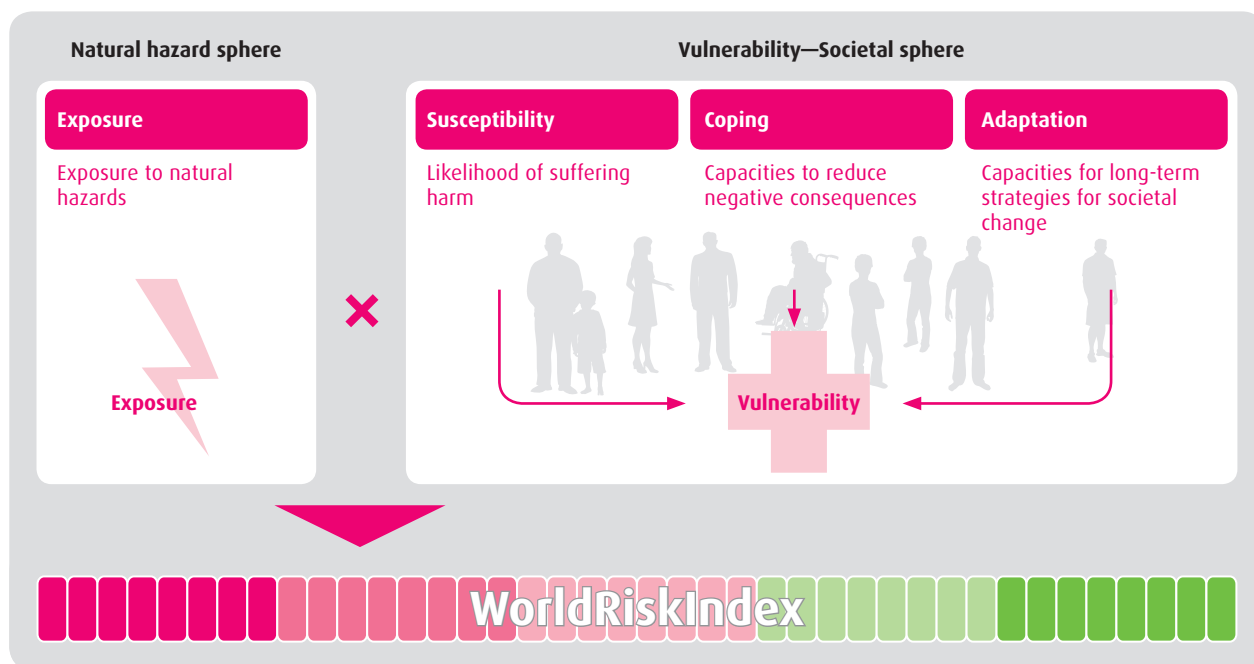 Natural hazard sphere
Vulnerability—Societal sphere
Exposure
Exposure to natural
hazards
Exposure
Susceptibility
Likelihood of suffering
harm
Coping
Capacities to reduce
negative consequences
Adaptation
Capacities for long-term
strategies for societal
change
Vulnerability
WorldRiskIndex